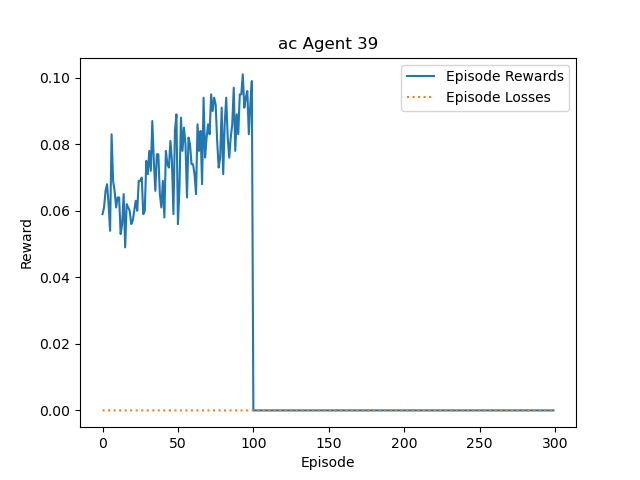 ac Agent 39
Episode Rewards
Episode Losses
Reward
0.10
0.08
0.06
0.04
0.02
0.00
0 50 100 150 200 250 300
Episode